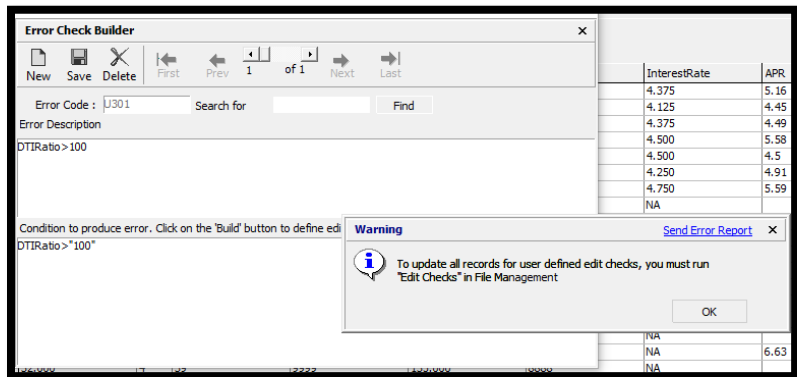 Error Check Builder
New Save Delete First Prev 1 of 1 Next Last
Error Code : U301 Search for Find
Error Description
DTIRatio>100
Condition to produce error. Click on the 'Build' button to define edi
DTIRatio>"100"
InterestRate APR
4.375 5.16
4.125 4.45
4.375 4.49
4.500 5.58
4.500 4.5
4.250 4.91
4.750 5.59
NA
Warning Send Error Report
To update all records for user defined edit checks, you must run
"Edit Checks" in File Management
OK
NA
NA 6.63
NA